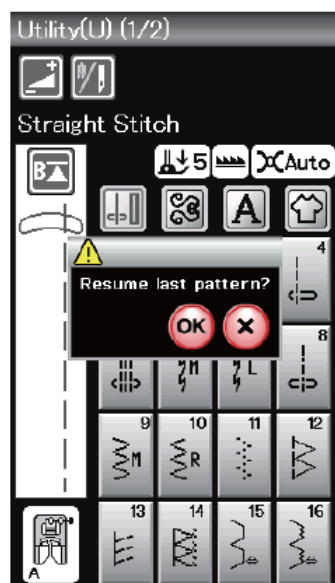 Utility(U) (1/2)
Straight Stitch
B 5 Auto
A
4
Resume last pattern?
OK ×
8
M L
9 10 11 12
M R
13 14 15 16
A